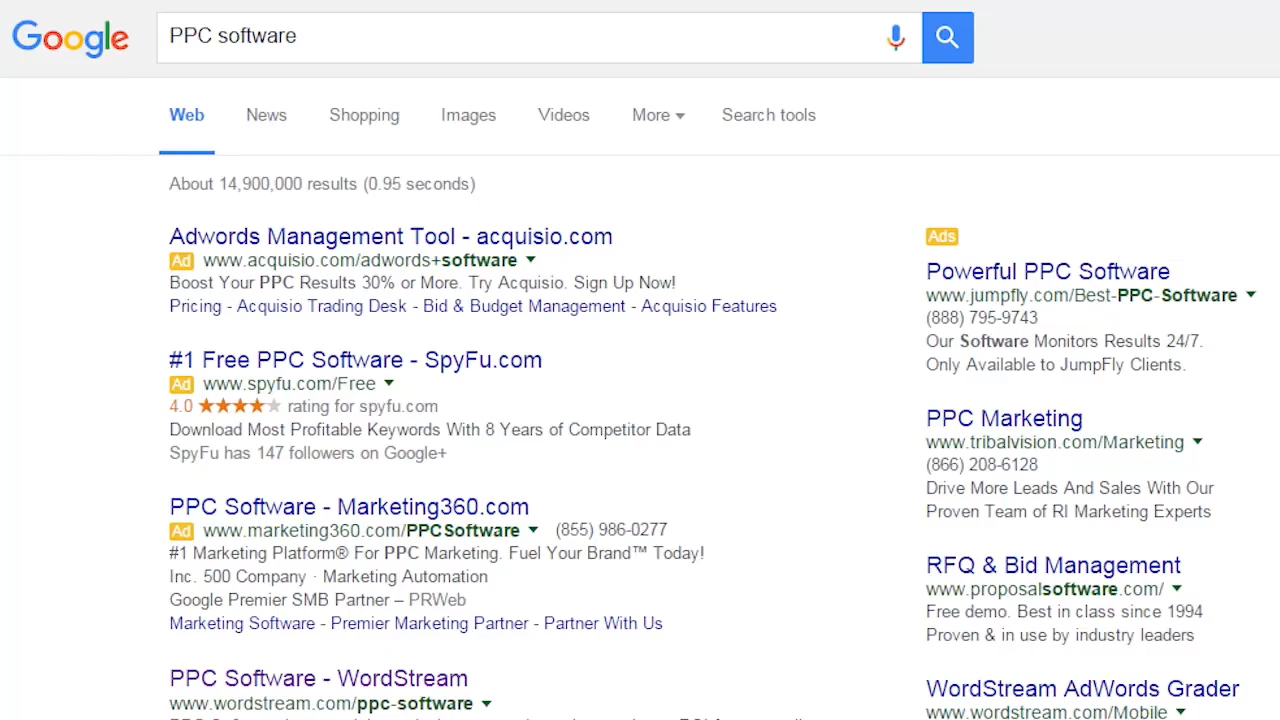 Google
PPC software
Web News Shopping Images Videos More Search tools
About 14,900,000 results (0.95 seconds)
Adwords Management Tool - acquisio.com
Ad www.acquisio.com/adwords+software
Boost Your PPC Results 30% or More. Try Acquisio. Sign Up Now!
Pricing - Acquisio Trading Desk - Bid & Budget Management - Acquisio Features
#1 Free PPC Software - SpyFu.com
Ad www.spyfu.com/Free
4.0 rating for spyfu.com
Download Most Profitable Keywords With 8 Years of Competitor Data
SpyFu has 147 followers on Google+
PPC Software - Marketing360.com
Ad www.marketing360.com/PPCSoftware (855) 986-0277
#1 Marketing Platform® For PPC Marketing. Fuel Your Brand™ Today!
Inc. 500 Company · Marketing Automation
Google Premier SMB Partner – PRWeb
Marketing Software - Premier Marketing Partner - Partner With Us
PPC Software - WordStream
www.wordstream.com/ppc-software
Ads
Powerful PPC Software
www.jumpfly.com/Best-PPC-Software
(888) 795-9743
Our Software Monitors Results 24/7.
Only Available to JumpFly Clients.
PPC Marketing
www.tribalvision.com/Marketing
(866) 208-6128
Drive More Leads And Sales With Our
Proven Team of RI Marketing Experts
RFQ & Bid Management
www.proposalsoftware.com/
Free demo. Best in class since 1994
Proven & in use by industry leaders
WordStream AdWords Grader
www.wordstream.com/Mobile